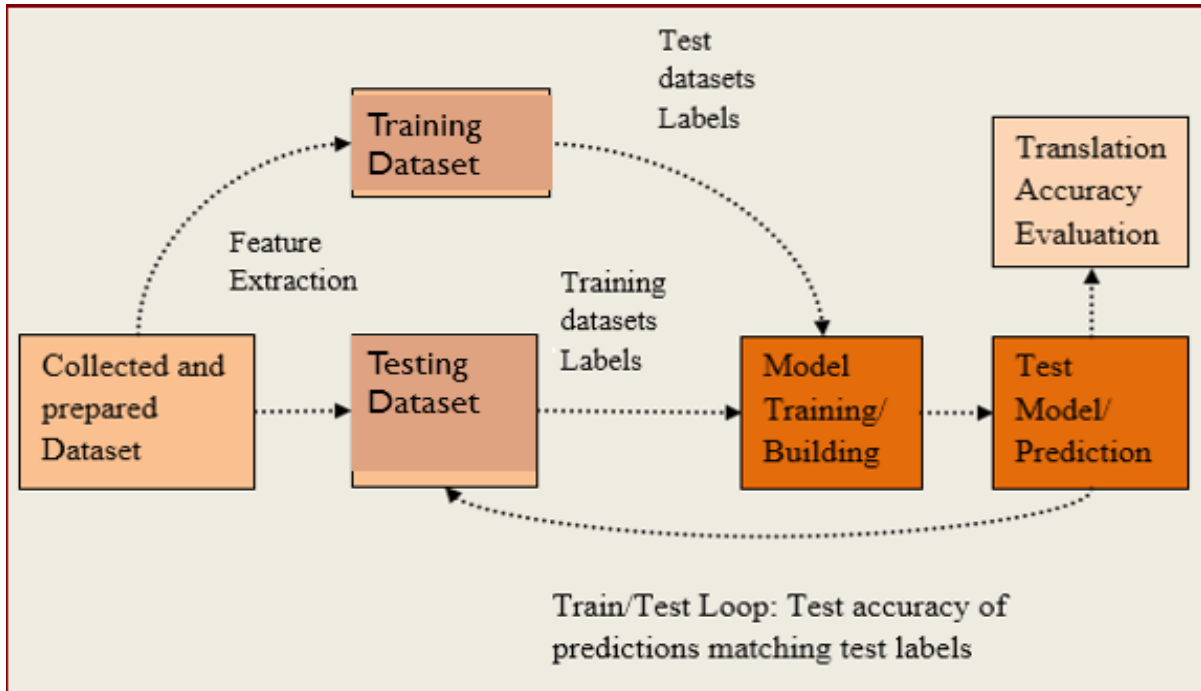 Test
datasets
Labels
Training
Dataset
Translation
Accuracy
Evaluation
Feature
Extraction
Training
datasets
Labels
Collected and
prepared
Dataset
Testing
Dataset
Model
Training/
Building
Test
Model/
Prediction
Train/Test Loop: Test accuracy of
predictions matching test labels